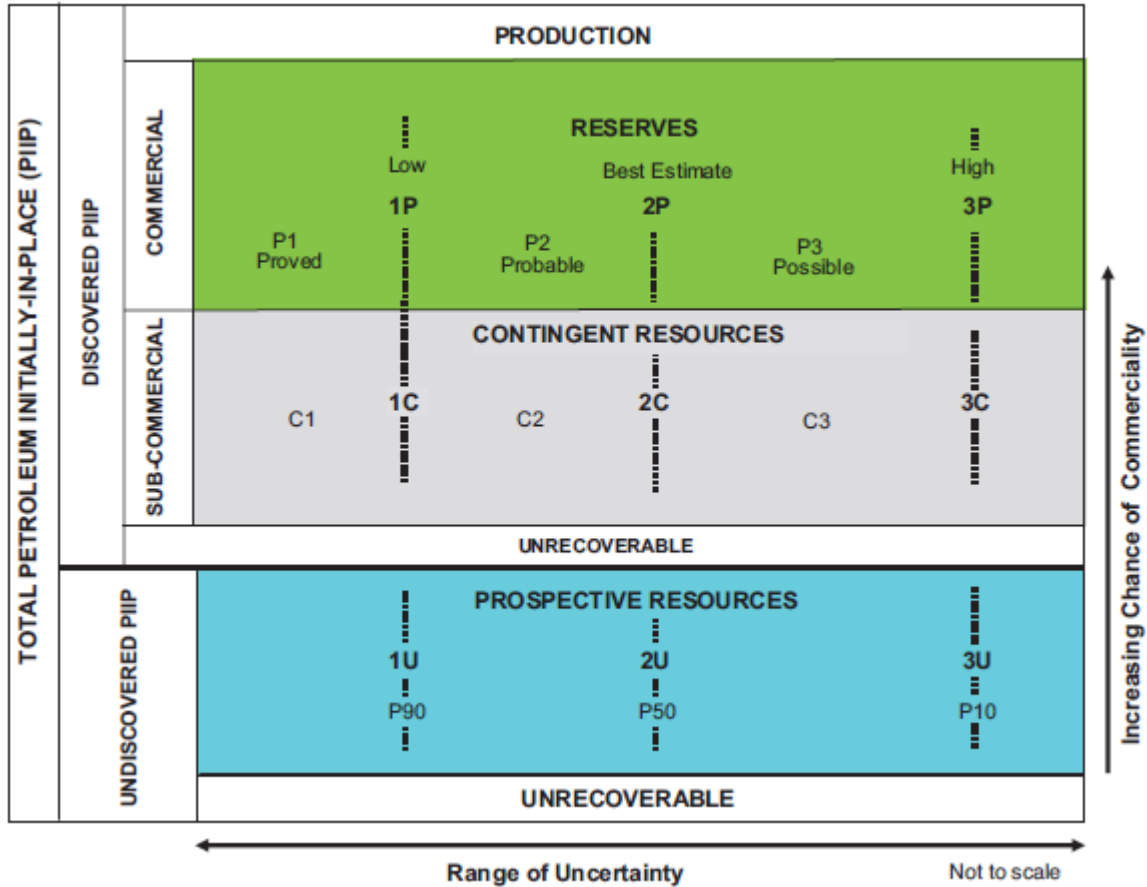 TOTAL PETROLEUM INITIALLY-IN-PLACE (PIIP)
DISCOVERED PIIP
UNDISCOVERED PIIP
COMMERCIAL
SUB-COMMERCIAL
PRODUCTION
RESERVES
Low
Best Estimate
High
1P
2P
3P
P1
Proved
P2
Probable
P3
Possible
CONTINGENT RESOURCES
1C
2C
3C
C1
C2
C3
UNRECOVERABLE
PROSPECTIVE RESOURCES
1U
2U
3U
P90
P50
P10
UNRECOVERABLE
Range of Uncertainty
Not to scale
Increasing Chance of Commerciality